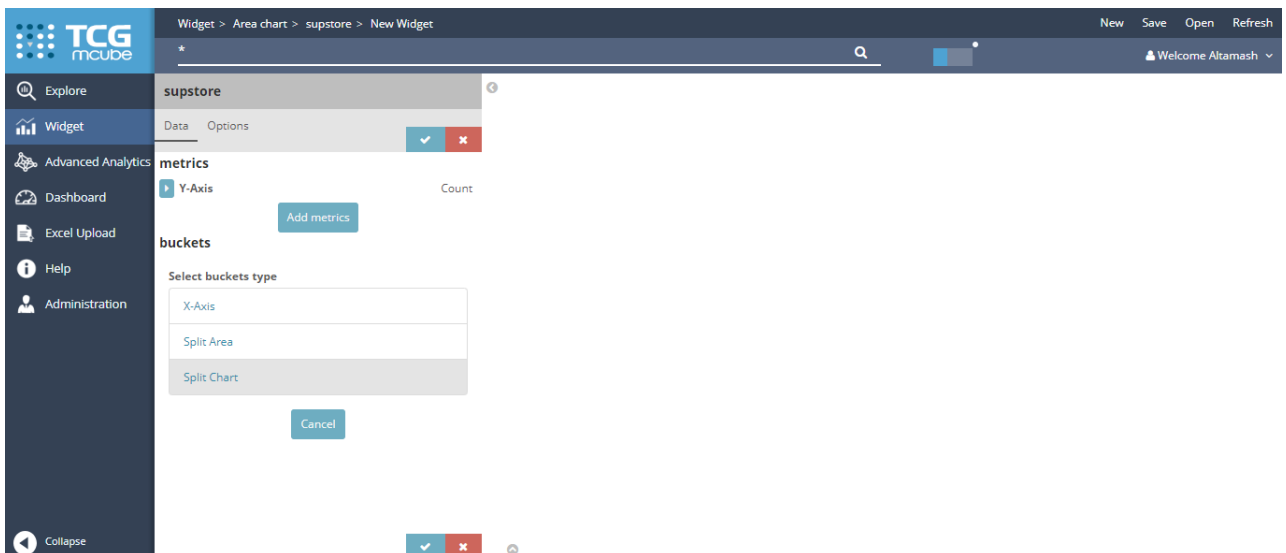 TCG
mcube
Widget > Area chart > supstore > New Widget
New Save Open Refresh
*
Welcome Altamash
Explore
Widget
Advanced Analytics
Dashboard
Excel Upload
Help
Administration
Collapse
supstore
Data Options
metrics
Y-Axis Count
Add metrics
buckets
Select buckets type
X-Axis
Split Area
Split Chart
Cancel